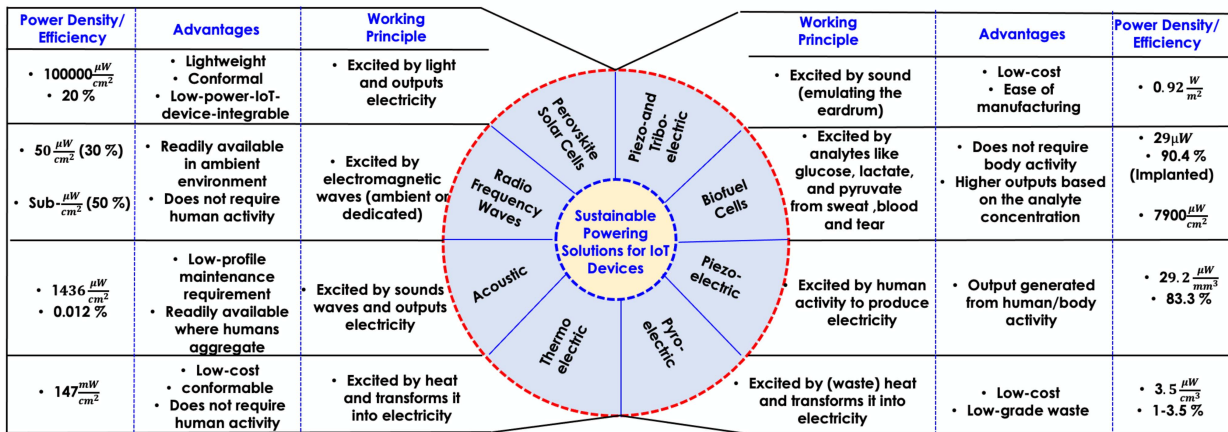 Power Density/
Efficiency
Advantages
Working
Principle
• 100000 μW/cm²
• 20 %
• Lightweight
• Conformal
• Low-power-IoT-
device-integrable
• Excited by light
and outputs
electricity
• 50 μW/cm² (30 %)
• Sub- μW/cm² (50 %)
• Readily available
in ambient
environment
• Does not require
human activity
• Excited by
electromagnetic
waves (ambient or
dedicated)
• 1436 μW/cm²
• 0.012 %
• Low-profile
maintenance
requirement
• Readily available
where humans
aggregate
• Excited by sounds
waves and outputs
electricity
• 147 mW/cm²
• Low-cost
• conformable
• Does not require
human activity
• Excited by heat
and transforms it
into electricity
Perovskite
Solar Cells
Piezo-and
Tribo-
electric
Radio
Frequency
Waves
Biofuel
Cells
Sustainable
Powering
Solutions for IoT
Devices
Acoustic
Piezo-
electric
Thermo
electric
Pyro-
electric
Working
Principle
Advantages
Power Density/
Efficiency
• Excited by sound
(emulating the
eardrum)
• Low-cost
• Ease of
manufacturing
• 0.92 W/m²
• Excited by
analytes like
glucose, lactate,
and pyruvate
from sweat ,blood
and tear
• Does not require
body activity
• Higher outputs based
on the analyte
concentration
• 29μW
• 90.4%
(Implanted)
• 7900 μW/cm²
• Excited by human
activity to produce
electricity
• Output generated
from human/body
activity
• 29.2 μW/mm³
• 83.3%
• Excited by (waste) heat
and transforms it into
electricity
• Low-cost
• Low-grade waste
• 3.5 μW/cm³
• 1-3.5 %